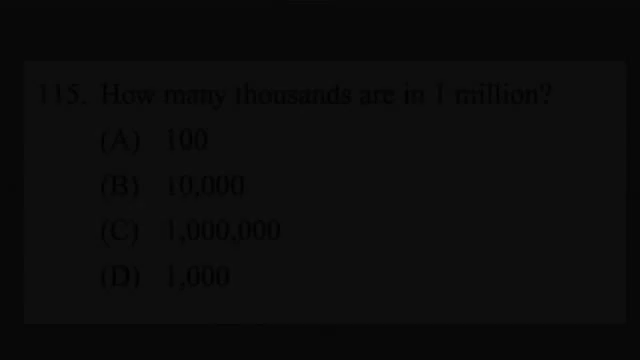 115. How many thousands are in 1 million?
(A) 100
(B) 10,000
(C) 1,000,000
(D) 1,000